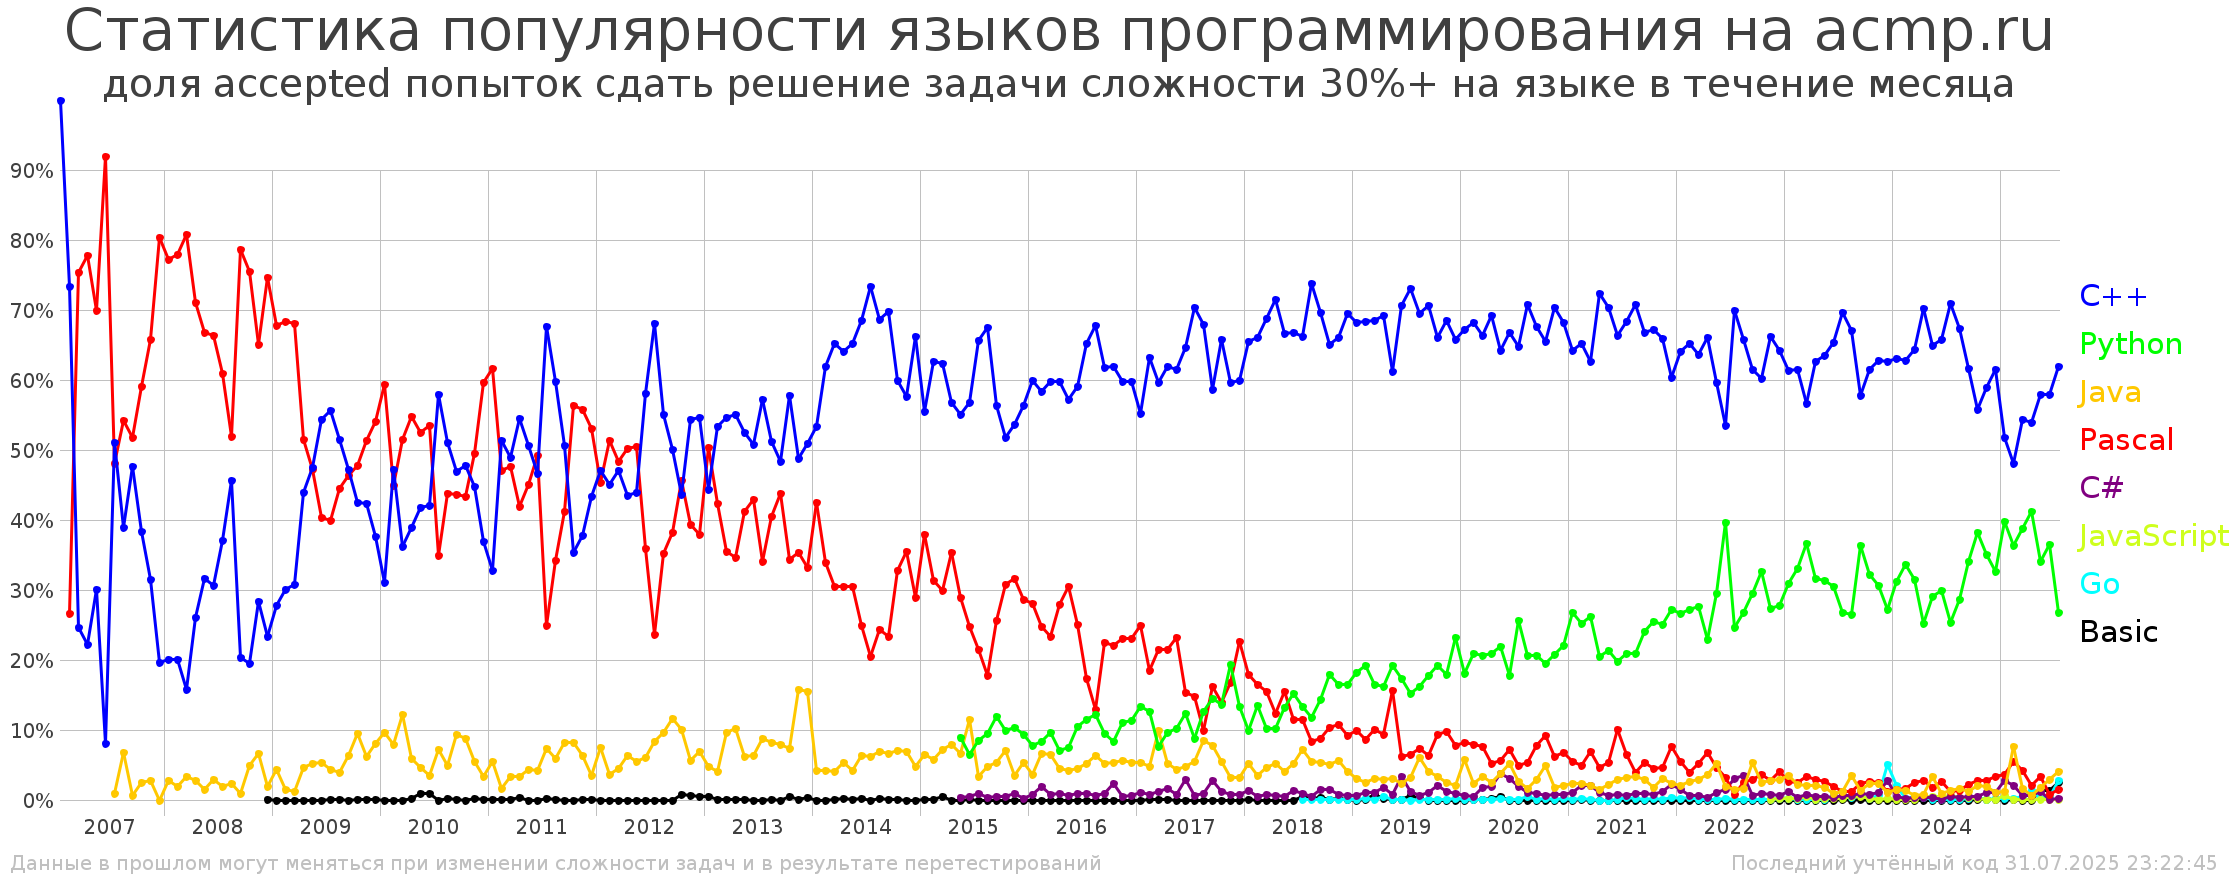 Статистика популярности языков программирования на acmp.ru
доля accepted попыток сдать решение задачи сложности 30%+ на языке в течение месяца
90%
80%
70%
60%
50%
40%
30%
20%
10%
0%
C++
Python
Java
Pascal
C#
JavaScript
Go
Basic
2007 2008 2009 2010 2011 2012 2013 2014 2015 2016 2017 2018 2019 2020 2021 2022 2023 2024
Данные в прошлом могут меняться при изменении сложности задач и в результате перетестирований
Последний учтённый код 31.07.2025 23:22:45